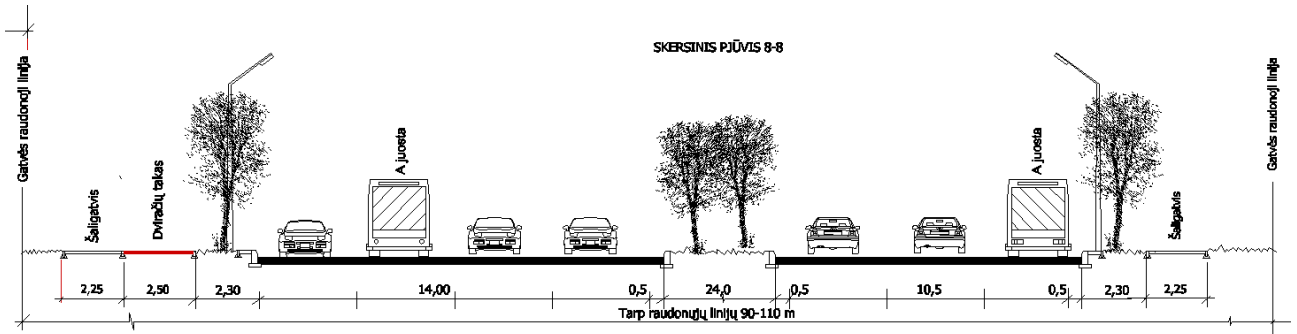 SKERSINIS PJŪVIS 8-8
Gatvės raudonoji linija
Šaligatvis
Dviračių takas
A juosta
A juosta
Šaligatvis
Gatvės raudonoji linija
2,25 2,50 2,30 14,00 0,5 24,0 0,5 10,5 0,5 2,30 2,25
Tarp raudonųjų linijų 90-110 m